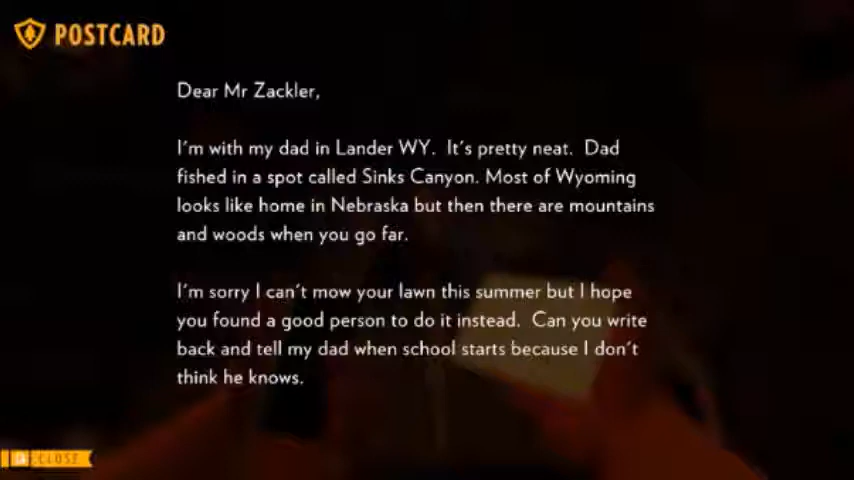 POSTCARD
Dear Mr Zackler,
I'm with my dad in Lander WY. It's pretty neat. Dad
fished in a spot called Sinks Canyon. Most of Wyoming
looks like home in Nebraska but then there are mountains
and woods when you go far.
I'm sorry I can't mow your lawn this summer but I hope
you found a good person to do it instead. Can you write
back and tell my dad when school starts because I don't
think he knows.
CLOSE